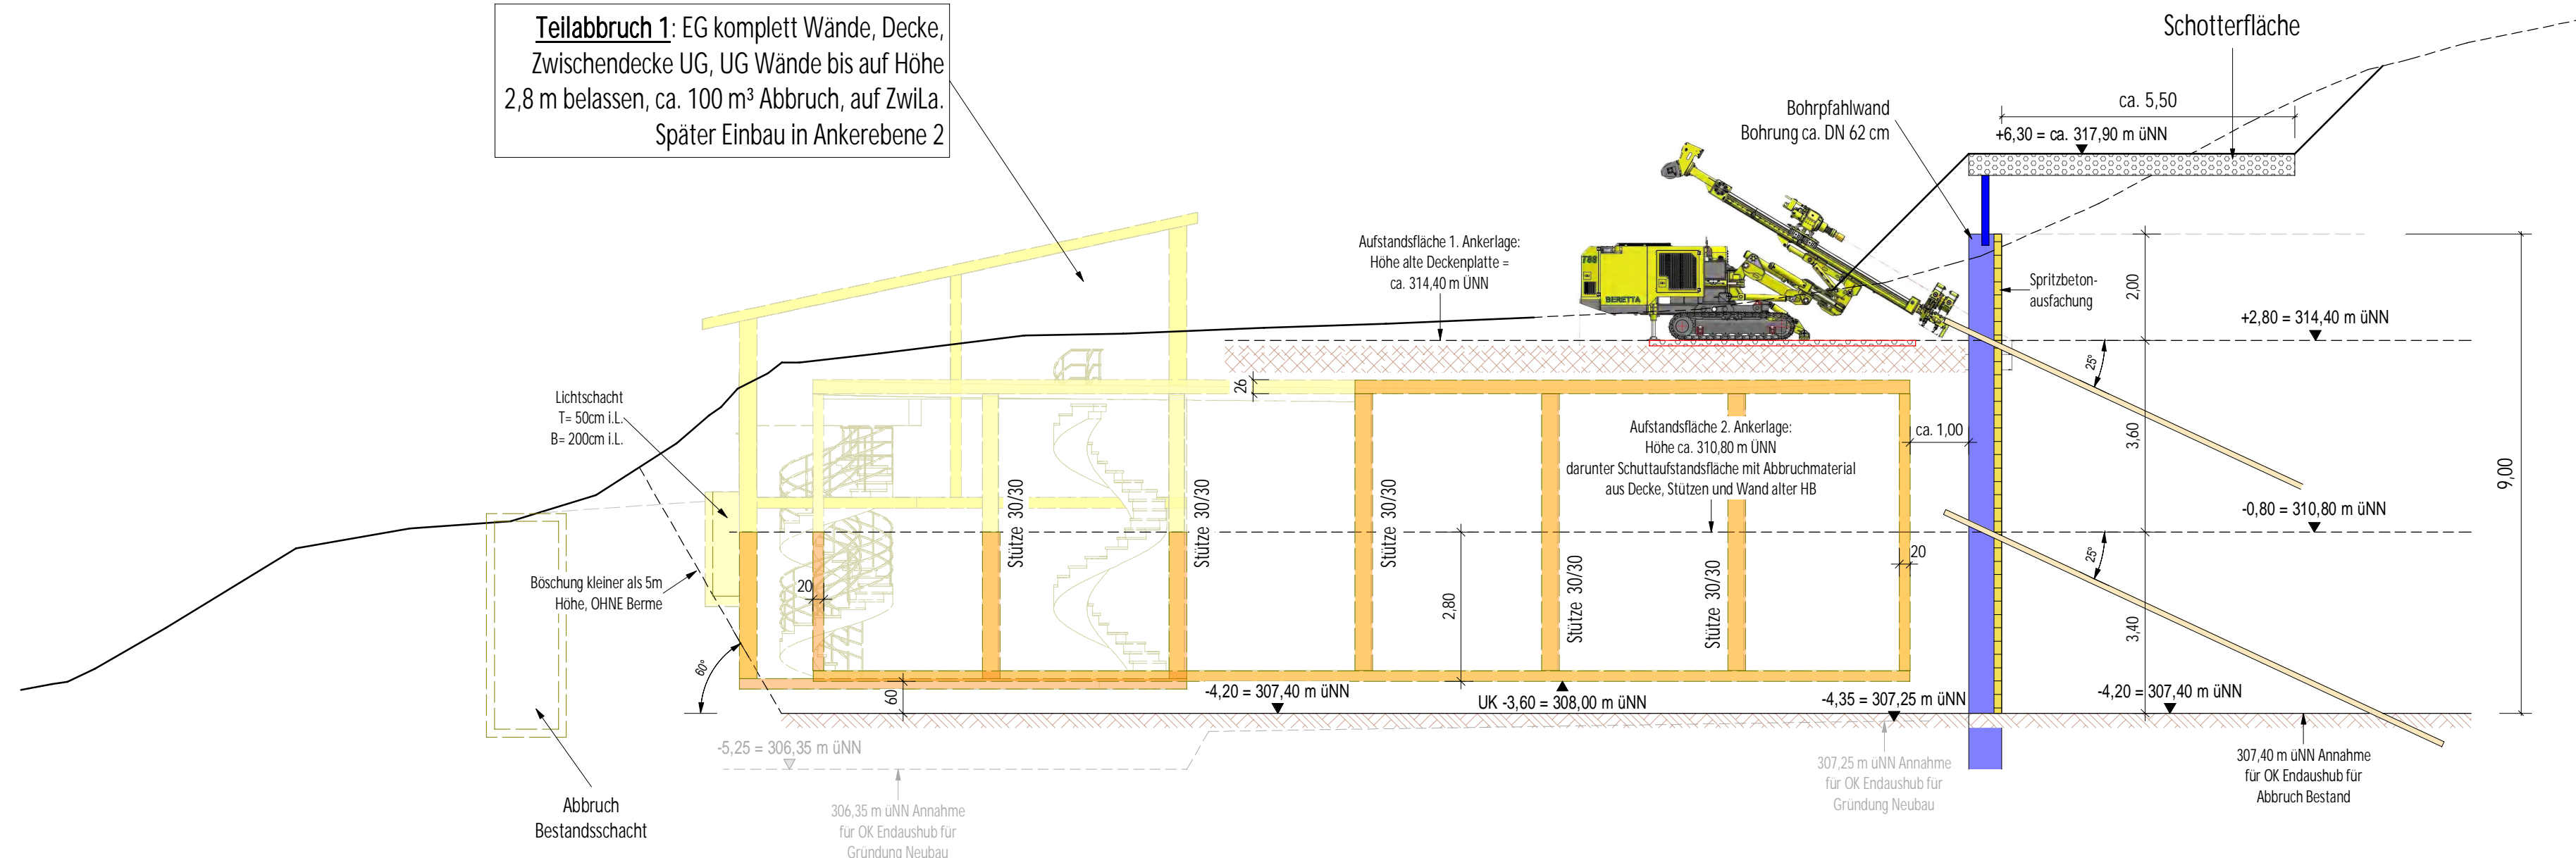 Teilabbruch 1: EG komplett Wände, Decke,
Zwischendecke UG, UG Wände bis auf Höhe
2,8 m belassen, ca. 100 m³ Abbruch, auf ZwiLa.
Später Einbau in Ankerebene 2
Schotterfläche
ca. 5,50
+6,30 = ca. 317,90 m üNN
Bohrpfahlwand
Bohrung ca. DN 62 cm
Aufstandsfläche 1. Ankerlage:
Höhe alte Deckenplatte =
ca. 314,40 m ÜNN
T58
BERETTA
Spritzbeton-
ausfachung
2,00
+2,80 = 314,40 m üNN
25°
26
Lichtschacht
T= 50cm i.L.
B= 200cm i.L.
Aufstandsfläche 2. Ankerlage:
Höhe ca. 310,80 m ÜNN
darunter Schuttaufstandsfläche mit Abbruchmaterial
aus Decke, Stützen und Wand alter HB
ca. 1,00
3,60
9,00
Stütze 30/30
Stütze 30/30
Stütze 30/30
Stütze 30/30
Stütze 30/30
-0,80 = 310,80 m üNN
25°
20
Böschung kleiner als 5m
Höhe, OHNE Berme
20
2,80
3,40
60°
60
-4,20 = 307,40 m üNN
UK -3,60 = 308,00 m üNN
-4,35 = 307,25 m üNN
-4,20 = 307,40 m üNN
-5,25 = 306,35 m üNN
307,40 m üNN Annahme
für OK Endaushub für
Abbruch Bestand
307,25 m üNN Annahme
für OK Endaushub für
Gründung Neubau
Abbruch
Bestandsschacht
306,35 m üNN Annahme
für OK Endaushub für
Gründung Neubau